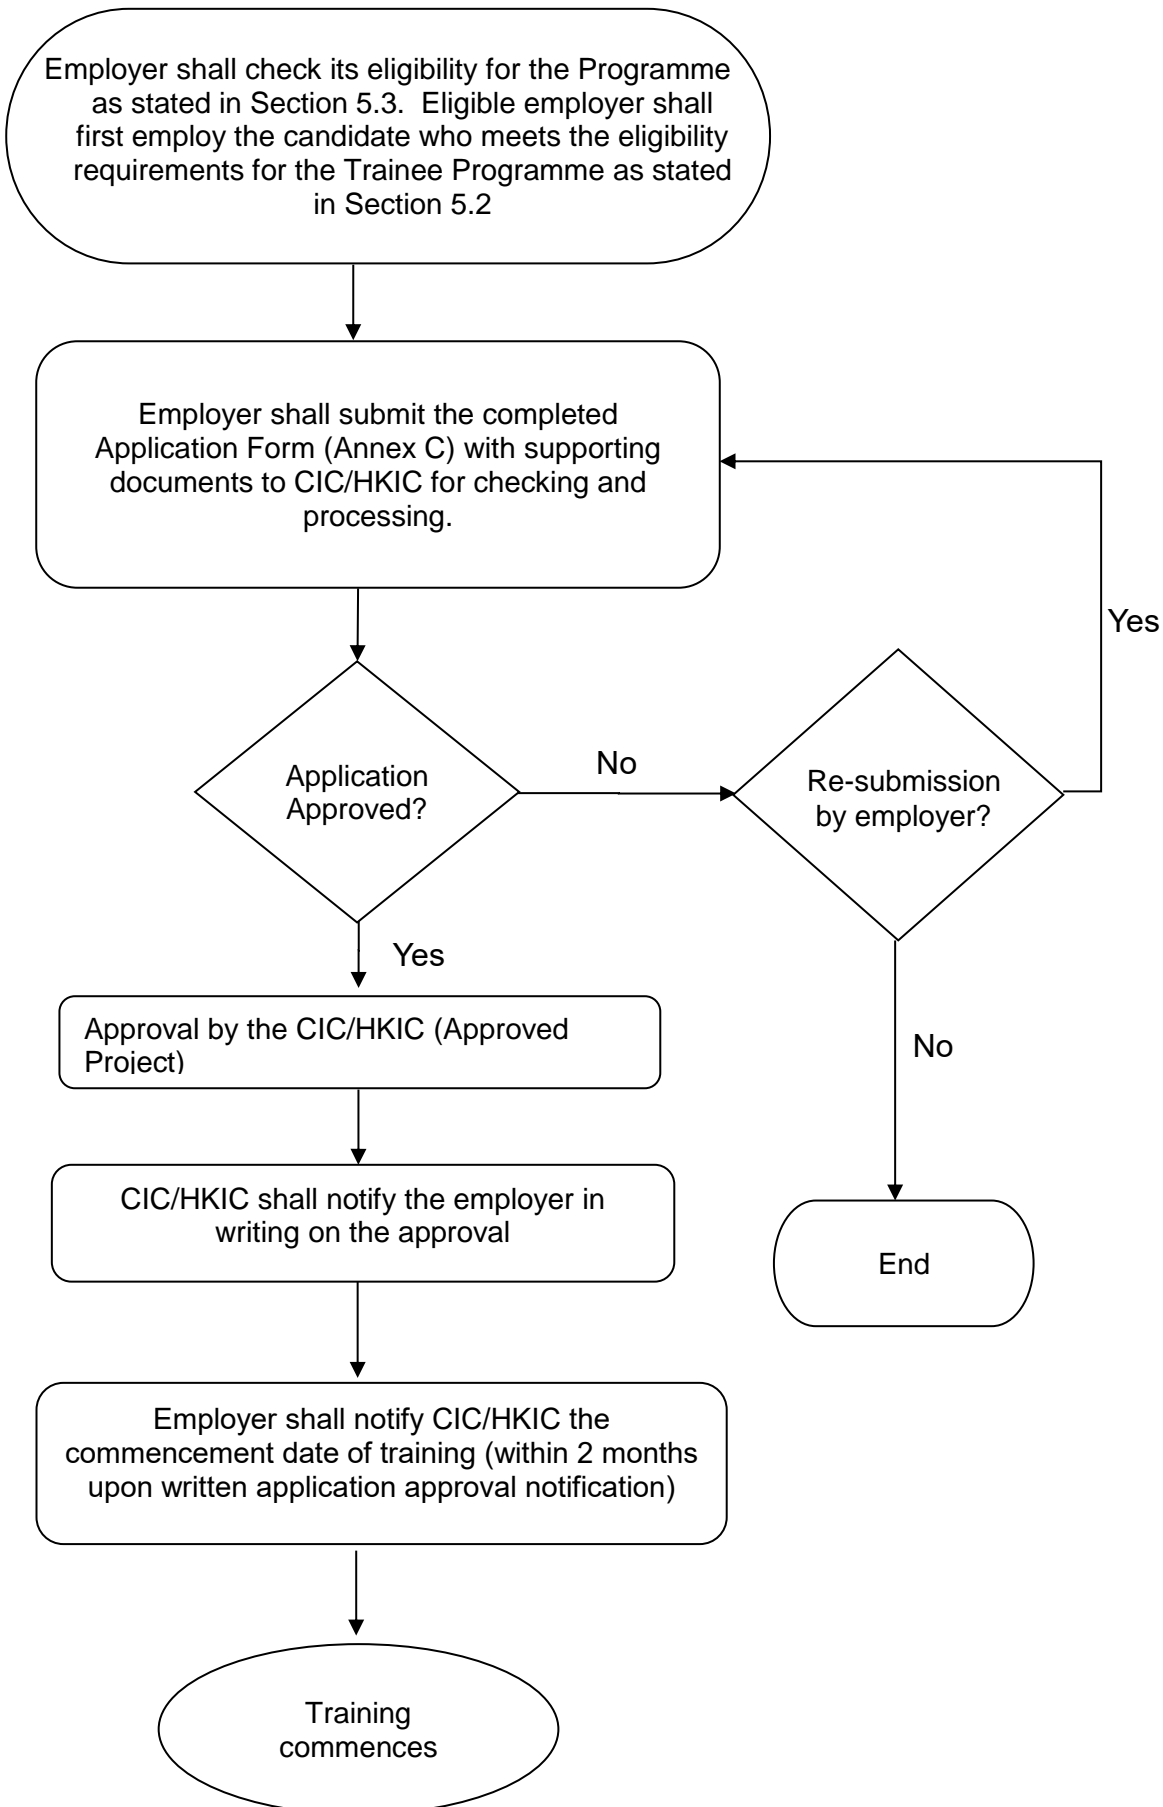 Employer shall check its eligibility for the Programme
as stated in Section 5.3.  Eligible employer shall
first employ the candidate who meets the eligibility
requirements for the Trainee Programme as stated
in Section 5.2
Employer shall submit the completed
Application Form (Annex C) with supporting
documents to CIC/HKIC for checking and
processing.
Yes
Application
Approved?
No
Re-submission
by employer?
Yes
No
Approval by the CIC/HKIC (Approved
Project)
CIC/HKIC shall notify the employer in
writing on the approval
End
Employer shall notify CIC/HKIC the
commencement date of training (within 2 months
upon written application approval notification)
Training
commences